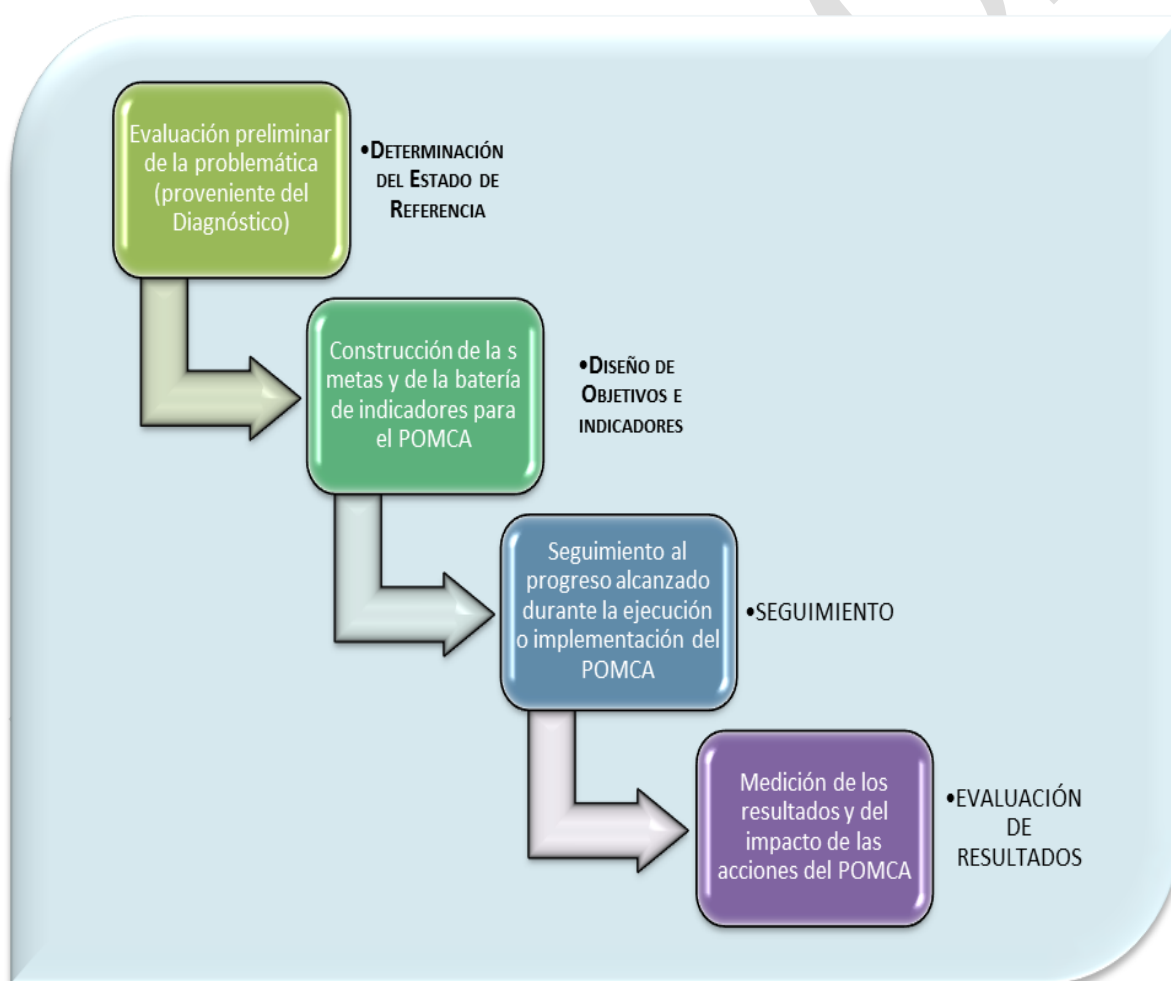 Evaluación preliminar
de la problemática
(proveniente del
Diagnóstico)
•DETERMINACIÓN
DEL ESTADO DE
REFERENCIA
Construcción de la s
metas y de la batería
de indicadores para
el POMCA
•DISEÑO DE
OBJETIVOS E
INDICADORES
Seguimiento al
progreso alcanzado
durante la ejecución
o implementación del
POMCA
•SEGUIMIENTO
Medición de los
resultados y del
impacto de las
acciones del POMCA
•EVALUACIÓN
DE
RESULTADOS